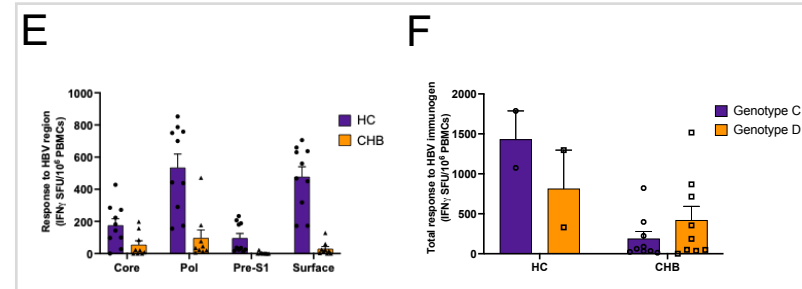 E
Response to HBV region
(IFNγ SFU/10⁶ PBMCs)
1000
800
600
400
200
0
Core Pol Pre-S1 Surface
HC
CHB
F
Total response to HBV immunogen
(IFNγ SFU/10⁶ PBMCs)
2000
1500
1000
500
0
HC CHB
Genotype C
Genotype D